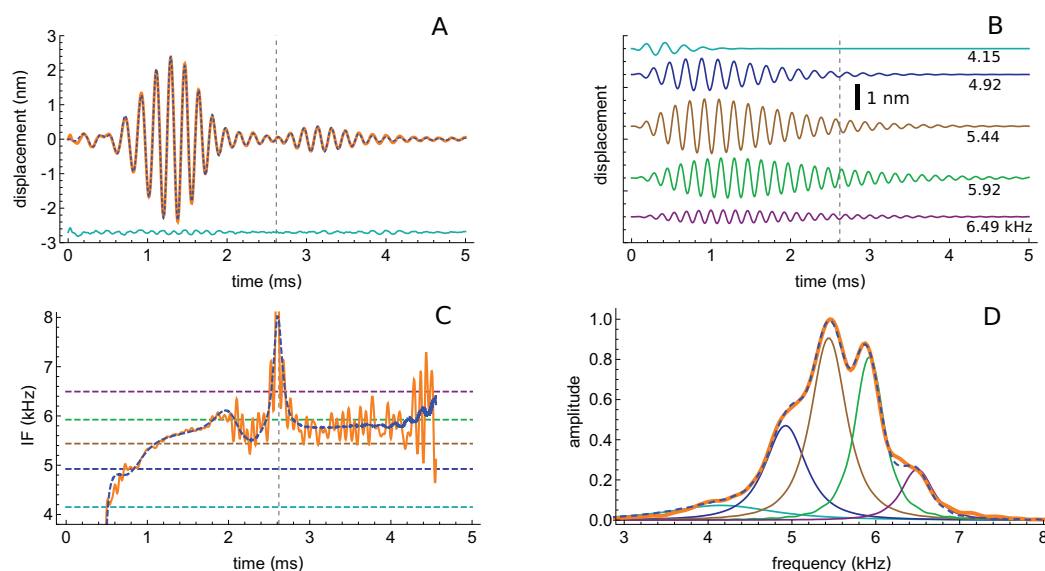 A
displacement (nm)
3
2
1
0
-1
-2
-3
0 1 2 3 4 5
time (ms)
B
displacement
4.15
4.92
1 nm
5.44
5.92
6.49 kHz
0 1 2 3 4 5
time (ms)
C
IF (kHz)
8
7
6
5
4
0 1 2 3 4 5
time (ms)
D
amplitude
1.0
0.8
0.6
0.4
0.2
0.0
3 4 5 6 7 8
frequency (kHz)